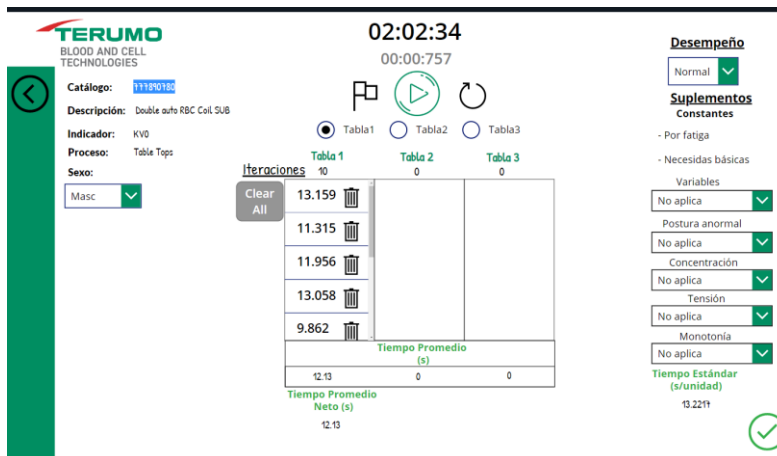 TERUMO
BLOOD AND CELL
TECHNOLOGIES
02:02:34
00:00:757
Catálogo: 777890780
Descripción: Double auto RBC Coil SUB
Indicador: KV0
Proceso: Table Tops
Sexo:
Masc
Tabla1 Tabla2 Tabla3
Iteraciones
Tabla 1 Tabla 2 Tabla 3
10 0 0
Clear
All
13.159
11.315
11.956
13.058
9.862
Tiempo Promedio
(s)
12.13 0 0
Tiempo Promedio
Neto (s)
12.13
Desempeño
Normal
Suplementos
Constantes
- Por fatiga
- Necesidas básicas
Variables
No aplica
Postura anormal
No aplica
Concentración
No aplica
Tensión
No aplica
Monotonía
No aplica
Tiempo Estándar
(s/unidad)
13.2217